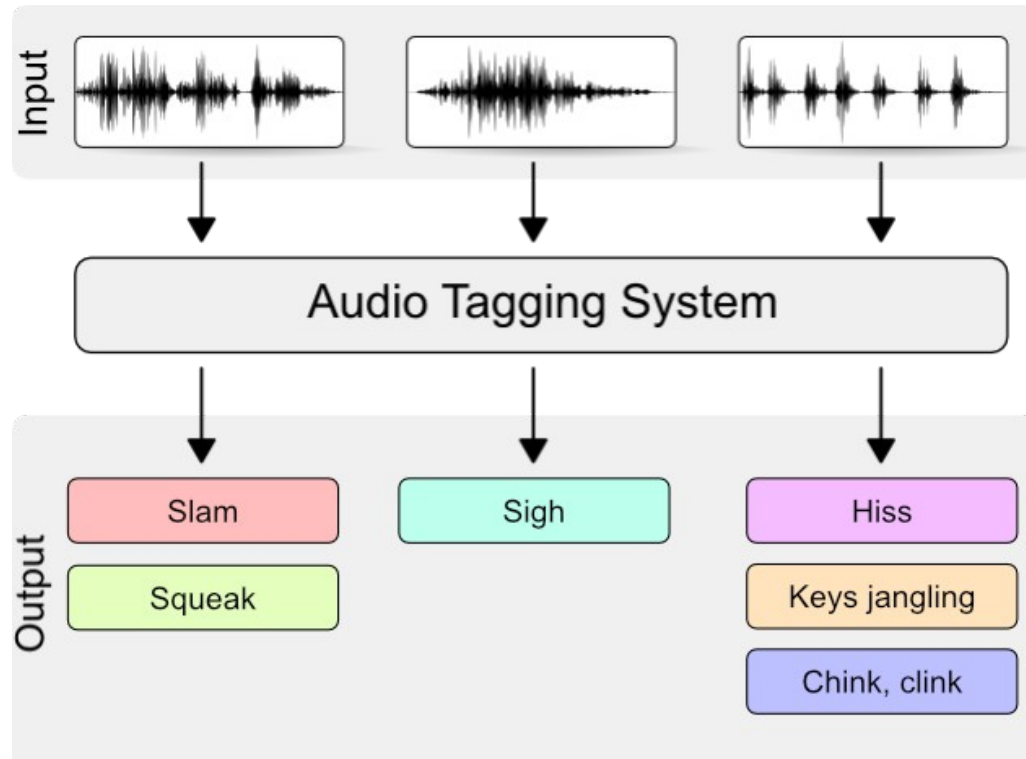 Input
Audio Tagging System
Output
Slam
Sigh
Hiss
Squeak
Keys jangling
Chink, clink